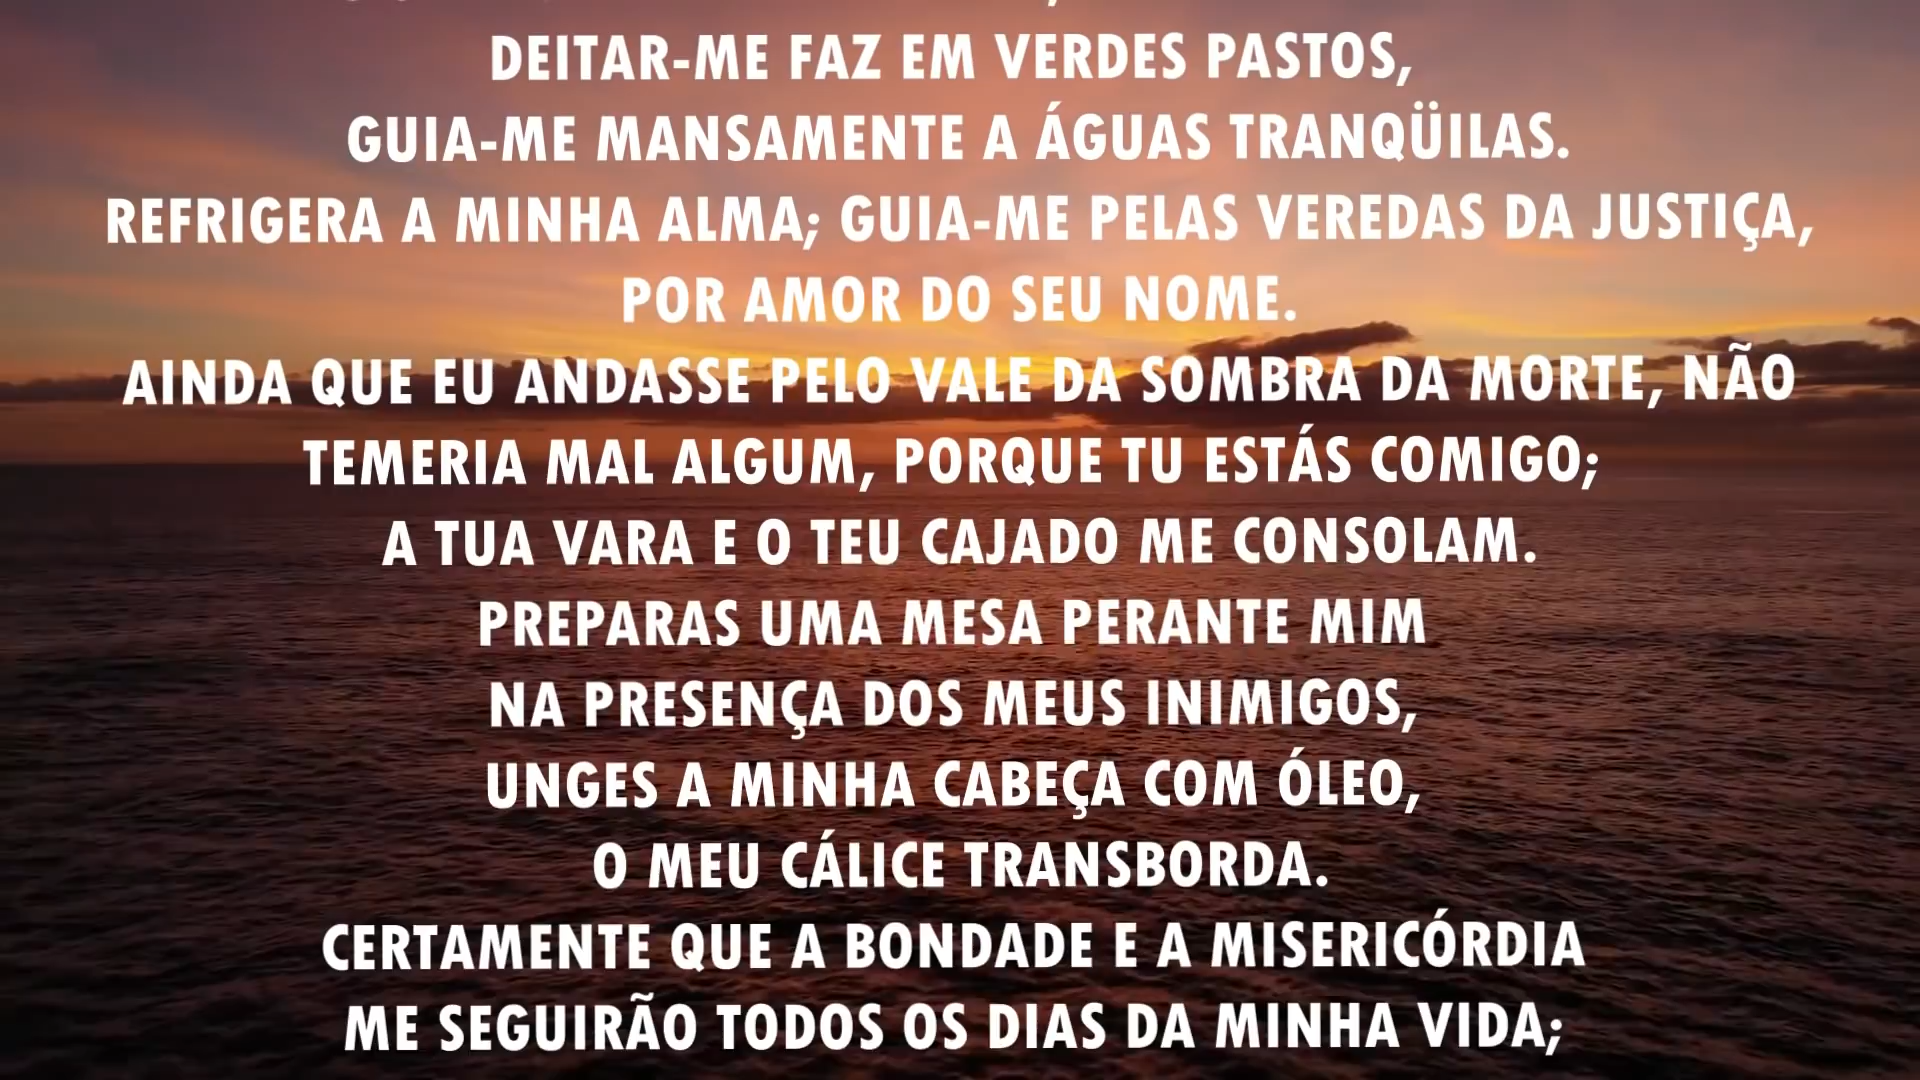 DEITAR-ME FAZ EM VERDES PASTOS,
GUIA-ME MANSAMENTE A ÁGUAS TRANQÜILAS.
REFRIGERA A MINHA ALMA; GUIA-ME PELAS VEREDAS DA JUSTIÇA,
POR AMOR DO SEU NOME.
AINDA QUE EU ANDASSE PELO VALE DA SOMBRA DA MORTE, NÃO
TEMERIA MAL ALGUM, PORQUE TU ESTÁS COMIGO;
A TUA VARA E O TEU CAJADO ME CONSOLAM.
PREPARAS UMA MESA PERANTE MIM
NA PRESENÇA DOS MEUS INIMIGOS,
UNGES A MINHA CABEÇA COM ÓLEO,
O MEU CÁLICE TRANSBORDA.
CERTAMENTE QUE A BONDADE E A MISERICÓRDIA
ME SEGUIRÃO TODOS OS DIAS DA MINHA VIDA;